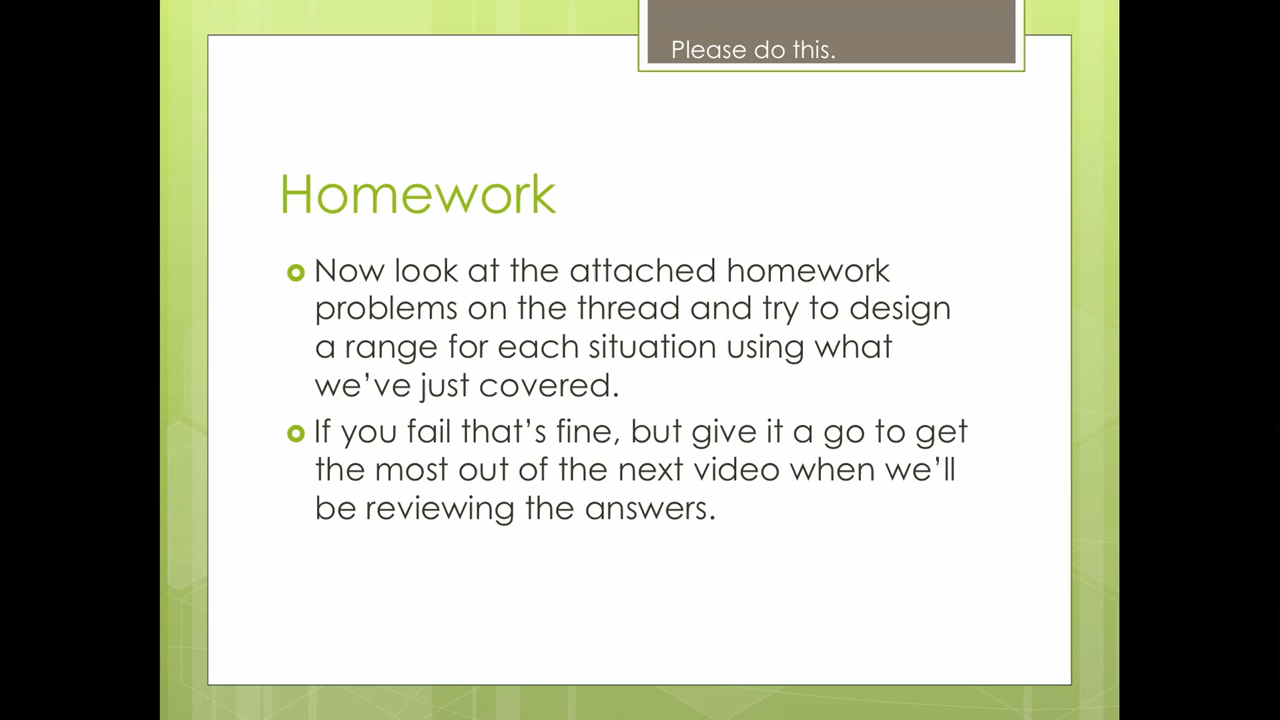 Please do this.
Homework
Now look at the attached homework
problems on the thread and try to design
a range for each situation using what
we’ve just covered.
If you fail that’s fine, but give it a go to get
the most out of the next video when we’ll
be reviewing the answers.